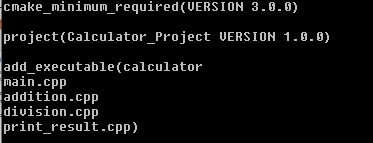 cmake_minimum_required(VERSION 3.0.0)
project(Calculator_Project VERSION 1.0.0)
add_executable(calculator
main.cpp
addition.cpp
division.cpp
print_result.cpp)